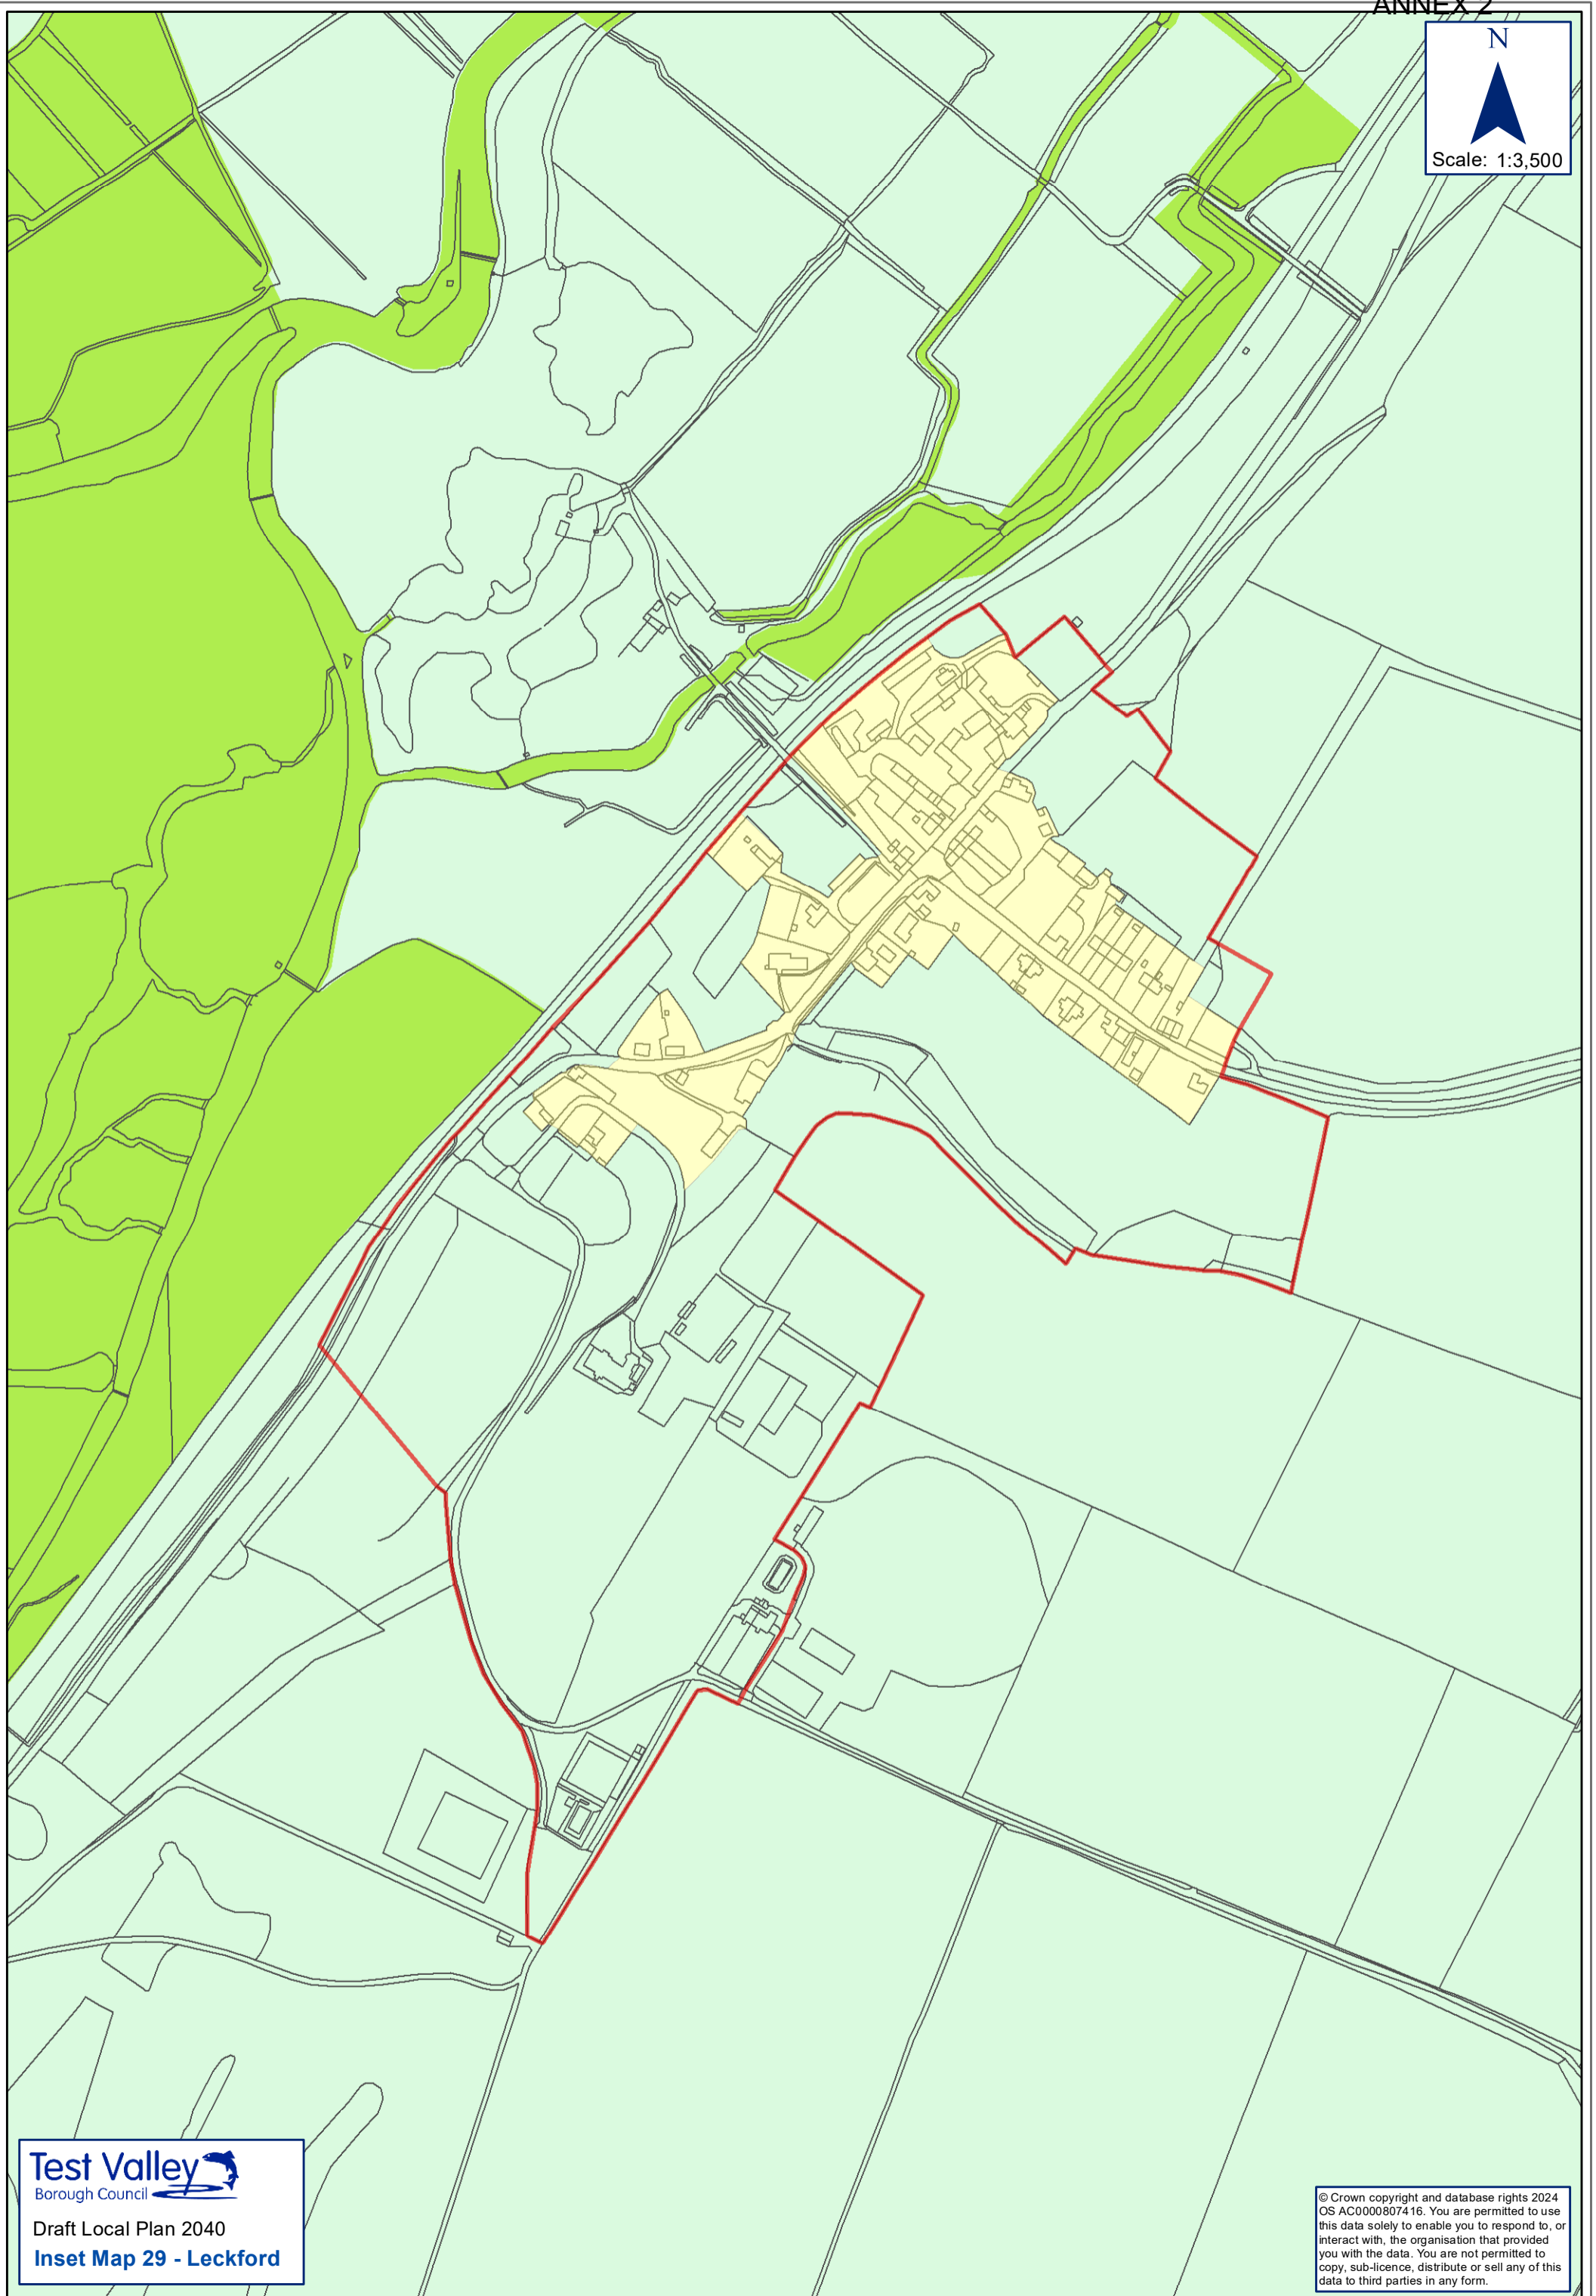 ANNEX 2
N
Scale: 1:3,500
Test Valley
Borough Council
Draft Local Plan 2040
Inset Map 29 - Leckford
© Crown copyright and database rights 2024
OS AC0000807416. You are permitted to use
this data solely to enable you to respond to, or
interact with, the organisation that provided
you with the data. You are not permitted to
copy, sub-licence, distribute or sell any of this
data to third parties in any form.